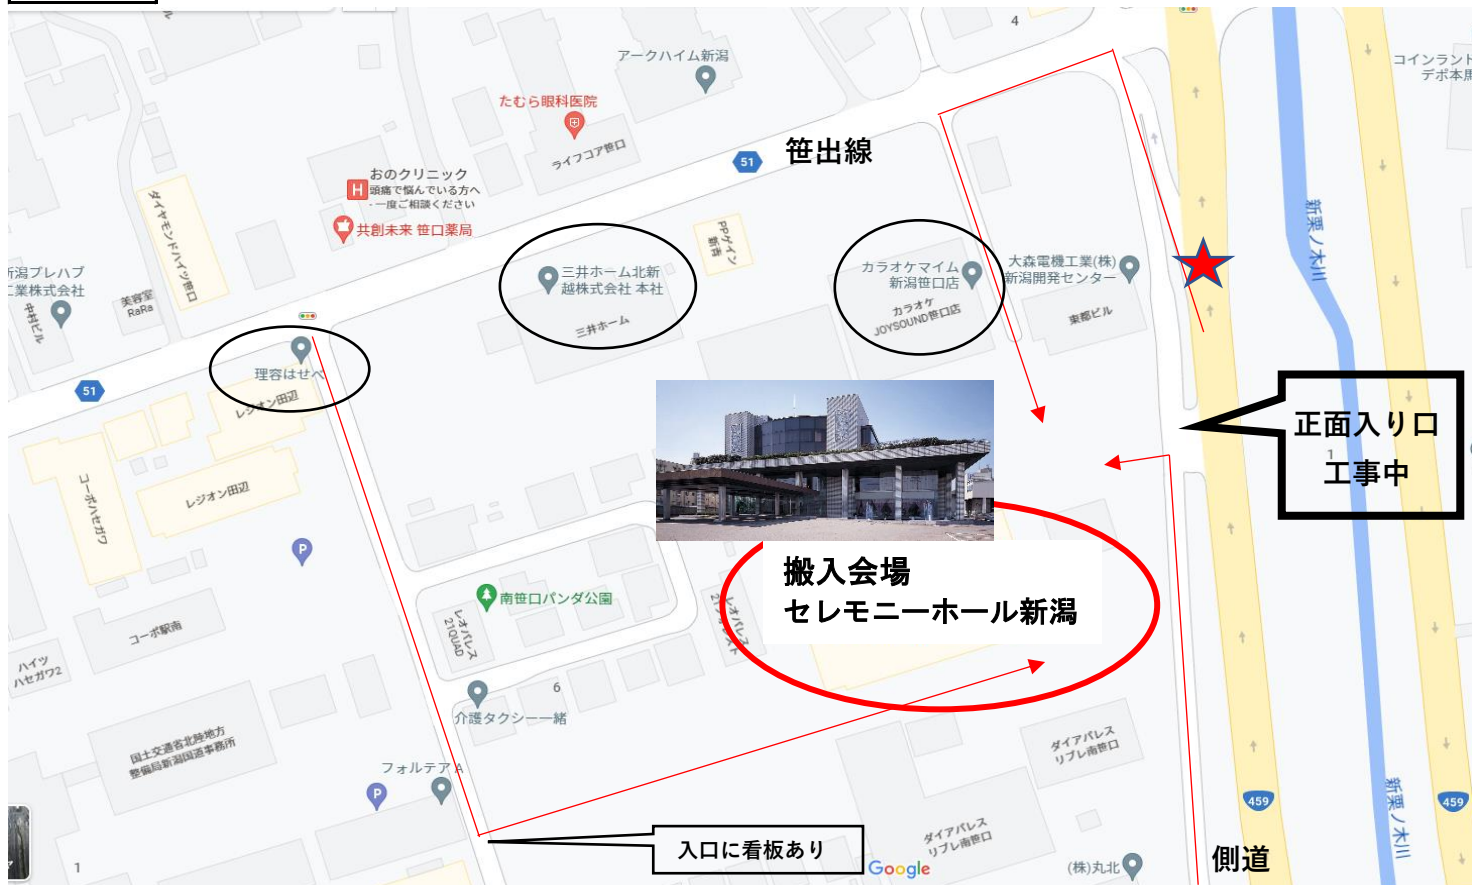 4
アークハイム新潟
コインラント
デポ本馬
たむら眼科医院
ライフコア笹口
笹出線
51
おのクリニック
頭痛で悩んでいる方へ
- 一度ご相談ください
共創未来 笹口薬局
ダイヤモンドハイツ笹口
新潟プレハブ
工業株式会社
中村ビル
美容室
RaRa
三井ホーム北新
越株式会社 本社
三井ホーム
PPゲイン
新吉
カラオケマイム
新潟笹口店
カラオケ
JOYSOUND笹口店
大森電機工業(株)
新潟開発センター
東都ビル
新栗ノ木川
理容はせべ
レジオン田辺
51
正面入り口
工事中
1
コーポハセガワ
レジオン田辺
P
搬入会場
セレモニーホール新潟
南笹口パンダ公園
レオパレス
21QUAD
レオパレス
コーポ駅南
ハイツ
ハセガワ2
6
介護タクシー一緒
国土交通省北陸地方
整備局新潟国道事務所
フォルテア A
P
ダイアパレス
リブレ南笹口
459
新栗ノ木川
459
入口に看板あり
ダイアパレス
リブレ南笹口
Google
(株)丸北
側道
1